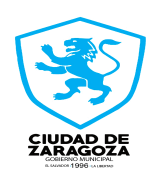 CIUDAD DE
ZARAGOZA
GOBIERNO MUNICIPAL
EL SALVADOR 1996 LA LIBERTAD